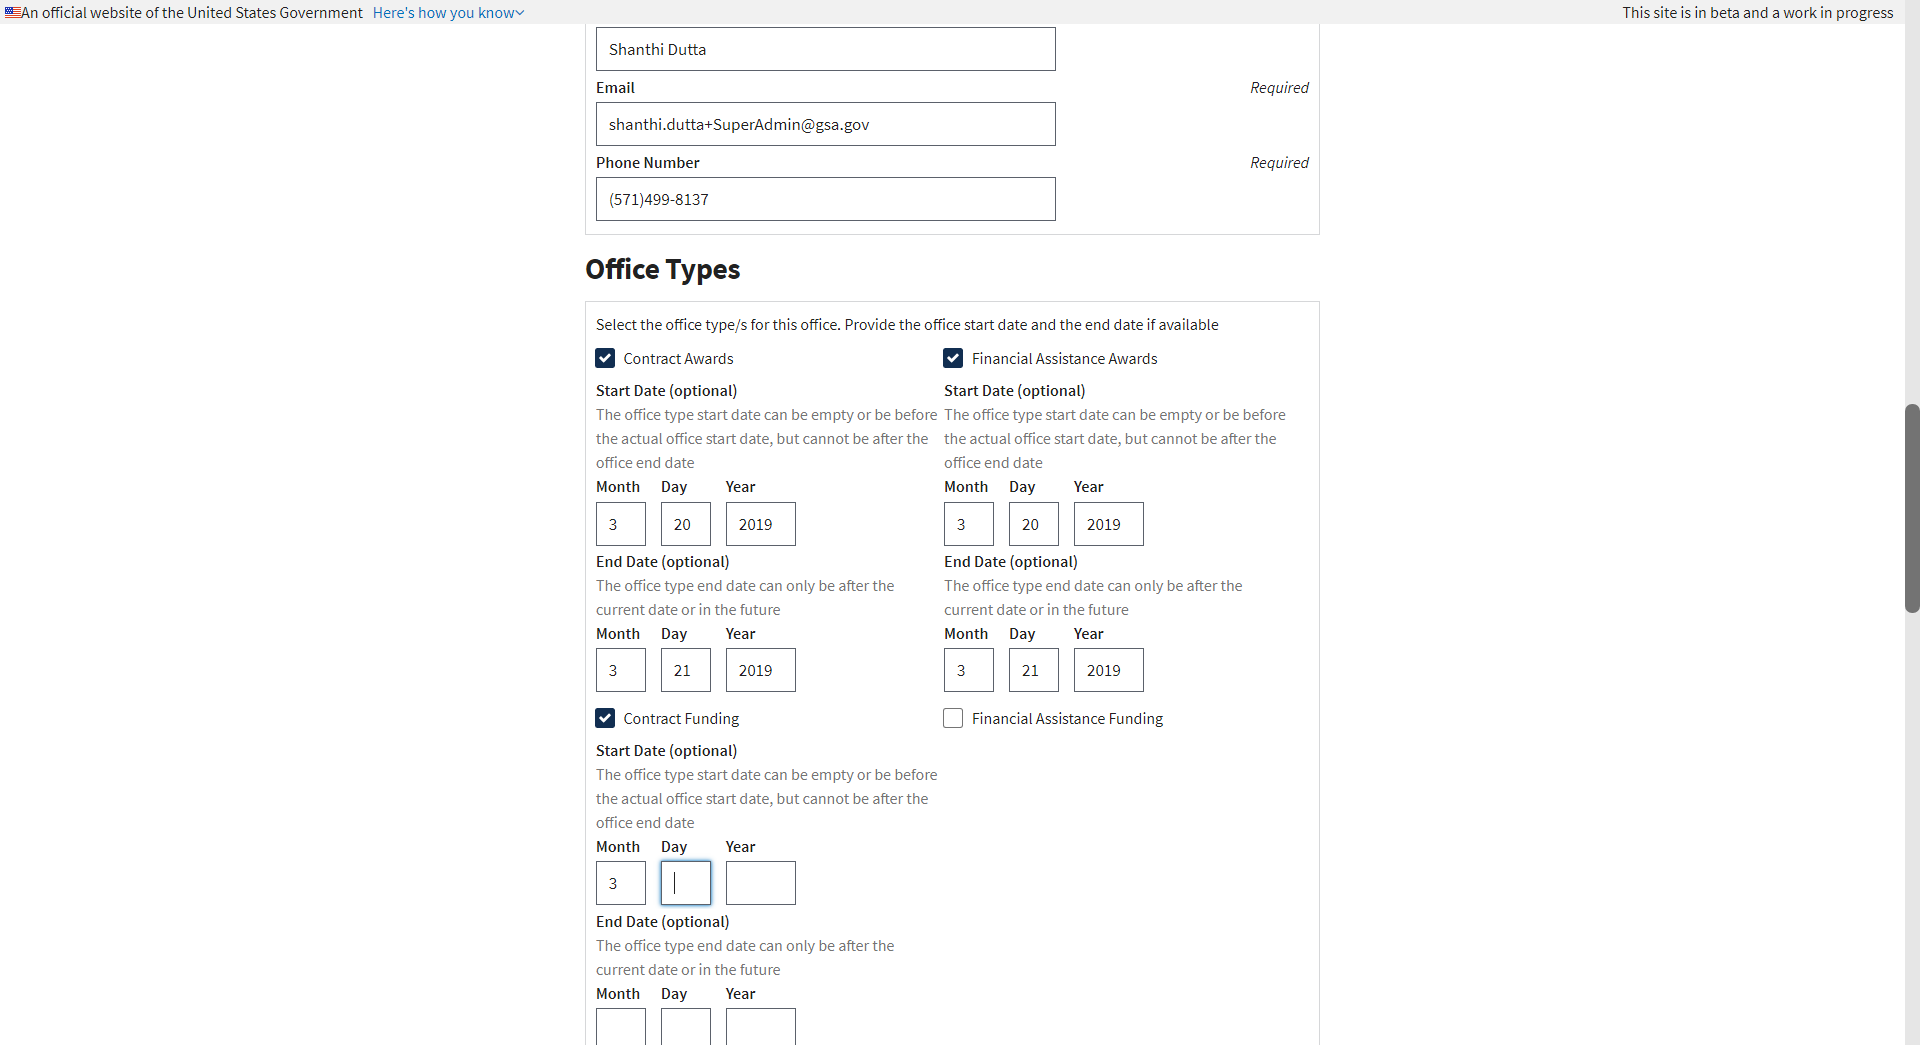 An official website of the United States Government Here's how you know
This site is in beta and a work in progress
Shanthi Dutta
Email Required
shanthi.dutta+SuperAdmin@gsa.gov
Phone Number Required
(571)499-8137
Office Types
Select the office type/s for this office. Provide the office start date and the end date if available
Contract Awards
Start Date (optional)
The office type start date can be empty or be before
the actual office start date, but cannot be after the
office end date
Month Day Year
3 20 2019
End Date (optional)
The office type end date can only be after the
current date or in the future
Month Day Year
3 21 2019
Financial Assistance Awards
Start Date (optional)
The office type start date can be empty or be before
the actual office start date, but cannot be after the
office end date
Month Day Year
3 20 2019
End Date (optional)
The office type end date can only be after the
current date or in the future
Month Day Year
3 21 2019
Contract Funding
Start Date (optional)
The office type start date can be empty or be before
the actual office start date, but cannot be after the
office end date
Month Day Year
3
End Date (optional)
The office type end date can only be after the
current date or in the future
Month Day Year
Financial Assistance Funding